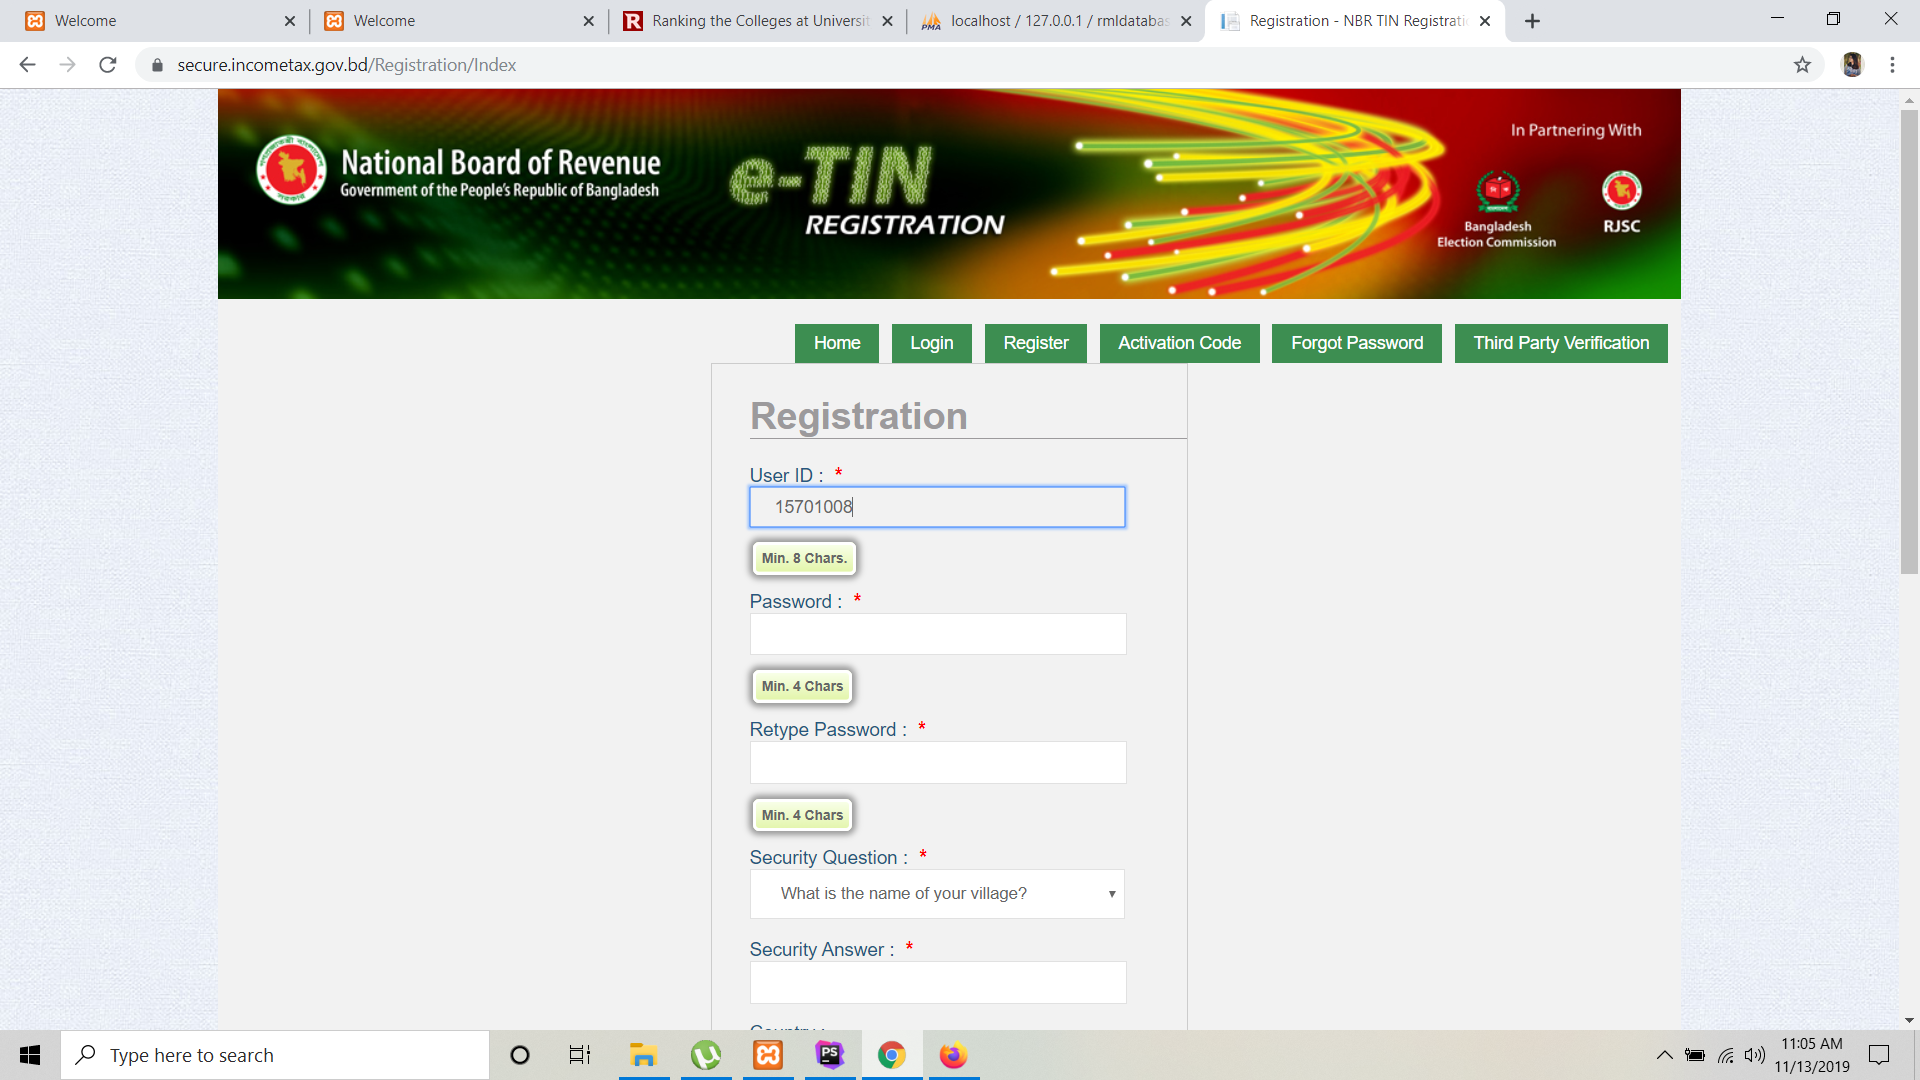 Welcome
Welcome
Ranking the Colleges at Universit
localhost / 127.0.0.1 / rmldatabas
Registration - NBR TIN Registrati
secure.incometax.gov.bd/Registration/Index
National Board of Revenue
Government of the People's Republic of Bangladesh
e-TIN
REGISTRATION
In Partnering With
Bangladesh
Election Commission
RJSC
Home
Login
Register
Activation Code
Forgot Password
Third Party Verification
Registration
User ID : *
15701008
Min. 8 Chars.
Password : *
Min. 4 Chars
Retype Password : *
Min. 4 Chars
Security Question : *
What is the name of your village?
Security Answer : *
Country :
Type here to search
PS
11:05 AM
11/13/2019